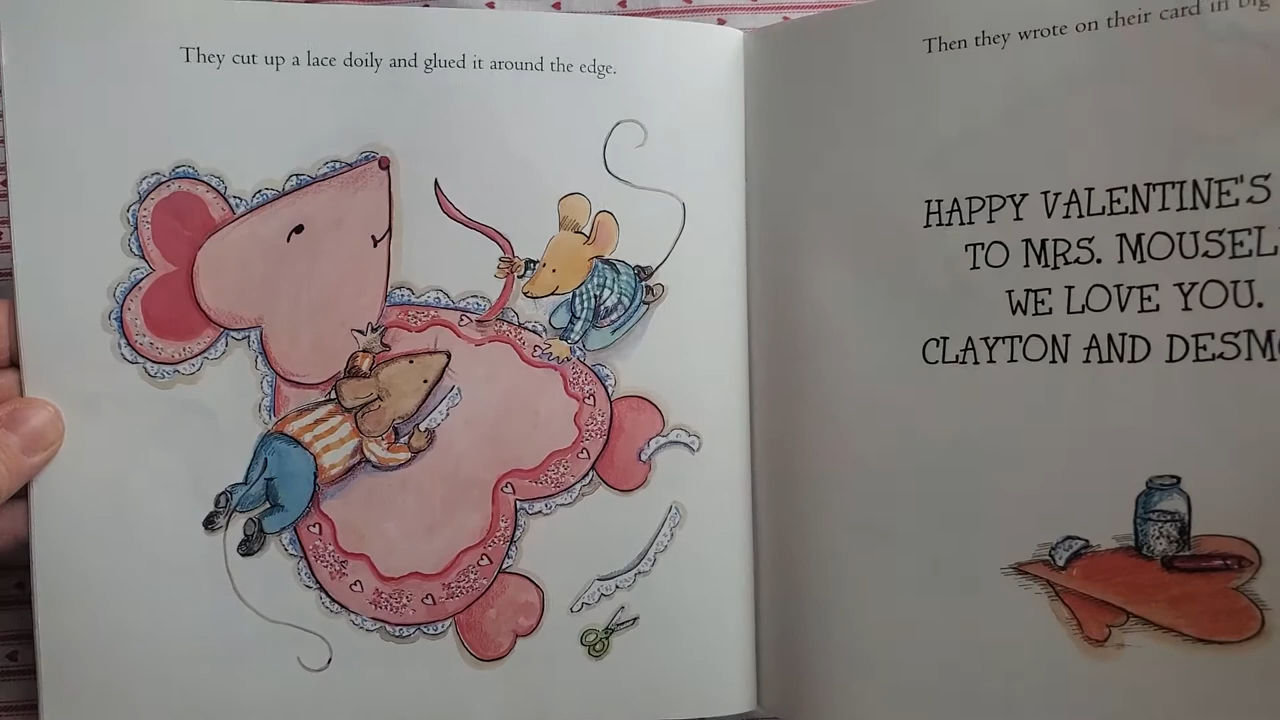 They cut up a lace doily and glued it around the edge.
Then they wrote on their card in big
HAPPY VALENTINE'S
TO MRS. MOUSEL
WE LOVE YOU.
CLAYTON AND DESM